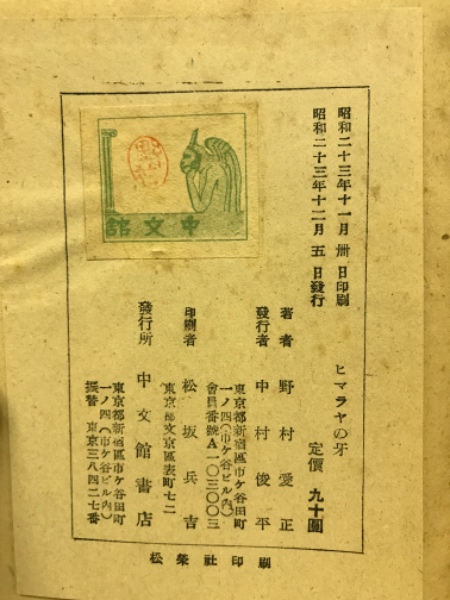 昭和二十三年十一月卅日印刷
昭和二十三年十二月五日發行
ヒマラヤの牙
定價 九十圓
著者 野村愛正
發行者 中村俊平
東京都新宿區市ケ谷田町
一ノ四(市ケ谷ビル內)
會員番號A一〇三〇〇三
印刷者 松坂兵吉
東京都文京區表町七二
發行所 中文館書店
東京都新宿區市ケ谷田町
一ノ四(市ケ谷ビル內)
振替 東京三八四二七番
中文館
松榮社印刷